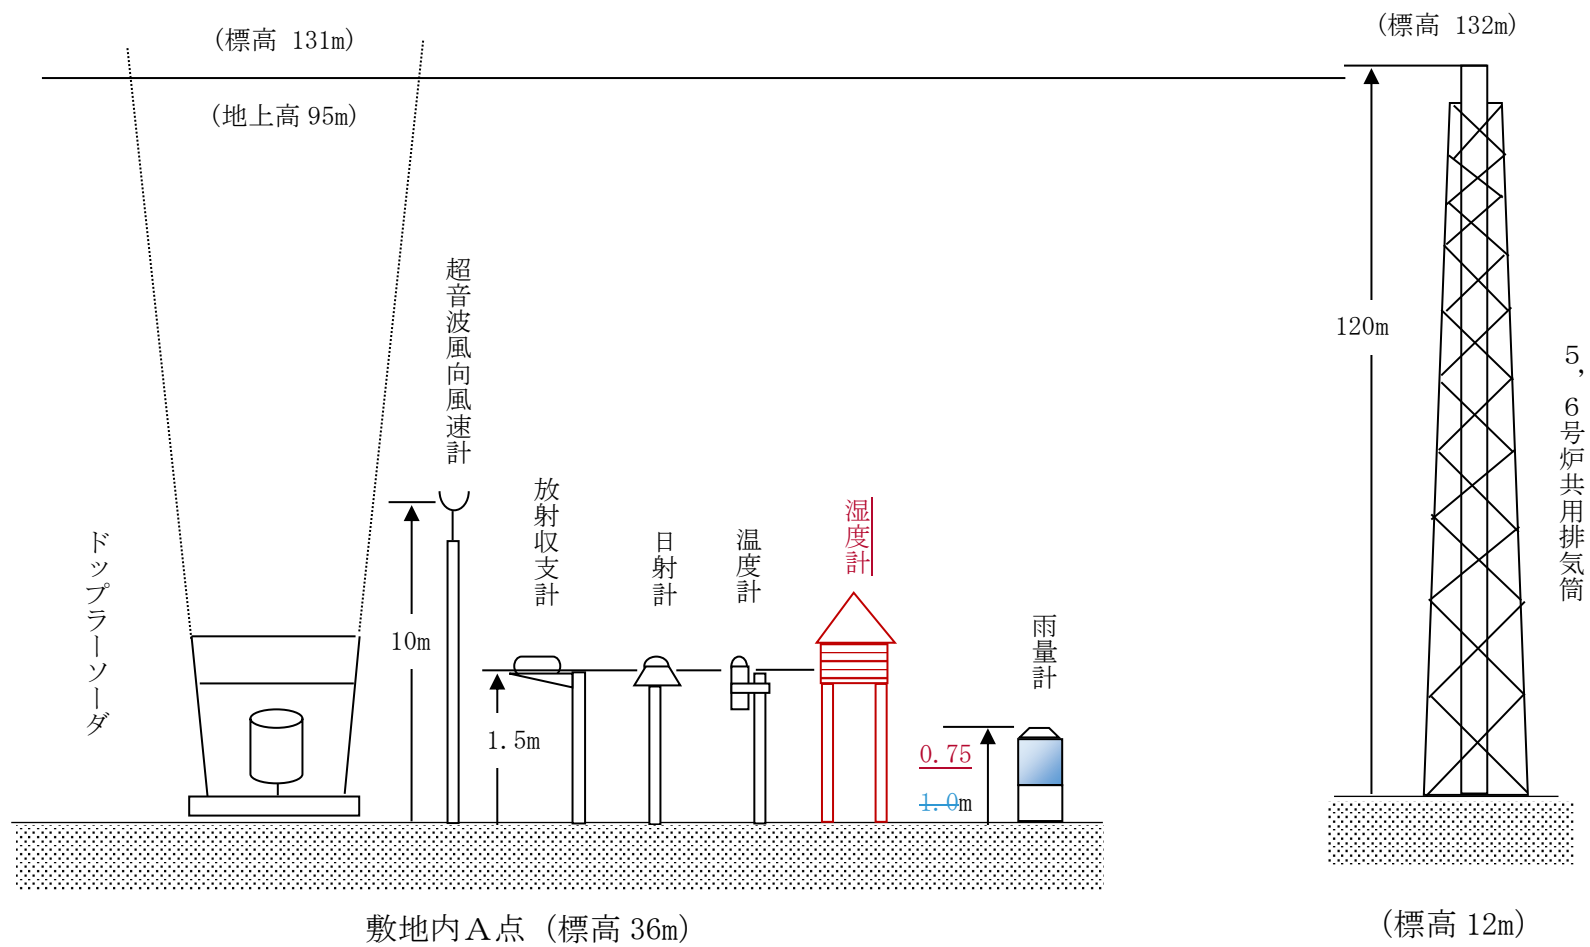 (標高 131m)
(標高 132m)
(地上高 95m)
超音波風向風速計
120m
5,6号炉共用排気筒
放射収支計
湿度計
ドップラーソーダ
日射計
温度計
雨量計
10m
1.5m
0.75
1.0m
敷地内A点(標高 36m)
(標高 12m)